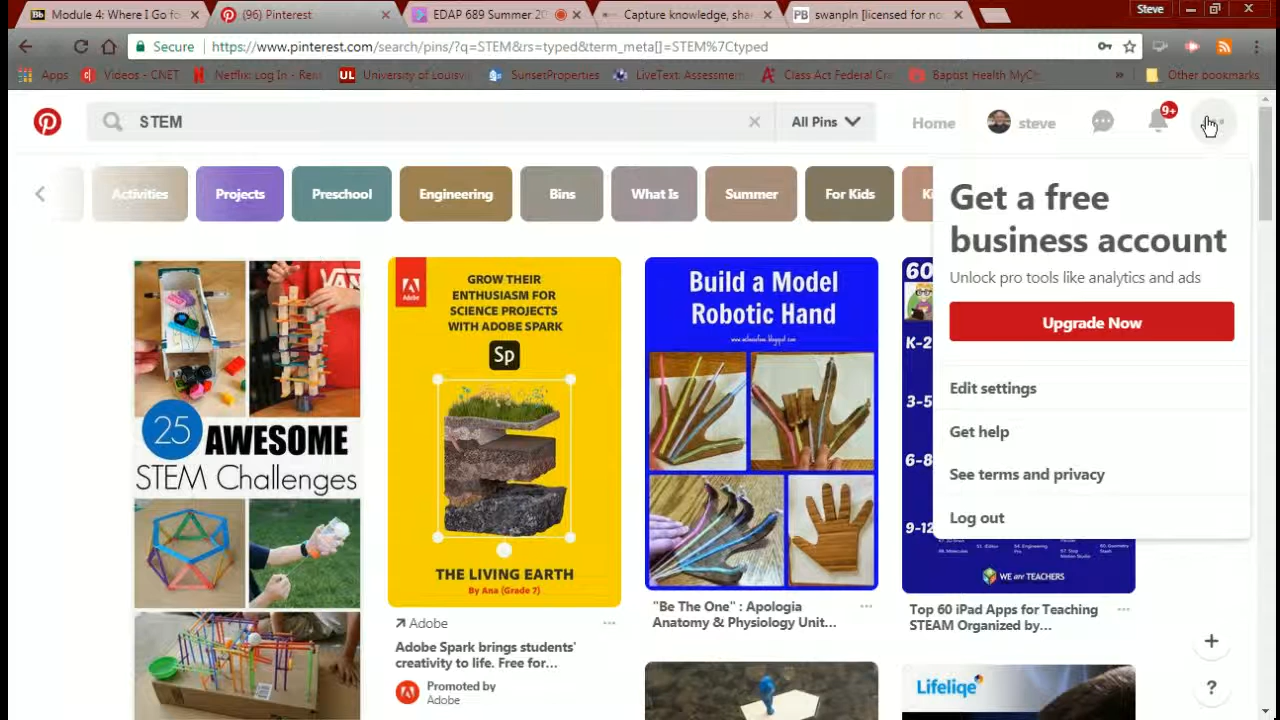 Module 4: Where I Go fo
(96) Pinterest
EDAP 689 Summer 20
Capture knowledge, sha
PB swanpln [licensed for no
Steve
Secure
https://www.pinterest.com/search/pins/?q=STEM&rs=typed&term_meta[]=STEM%7Ctyped
Apps
Videos - CNET
Netflix: Log In - Ren
UL University of Louisvi
SunsetProperties
LiveText: Assessmen
Class Act Federal Cr
Baptist Health MyCh
»
Other bookmarks
STEM
All Pins
Home
steve
9+
Activities
Projects
Preschool
Engineering
Bins
What Is
Summer
For Kids
Ki
Get a free
business account
Unlock pro tools like analytics and ads
Upgrade Now
Edit settings
Get help
See terms and privacy
Log out
25 AWESOME
STEM Challenges
Adobe
GROW THEIR
ENTHUSIASM FOR
SCIENCE PROJECTS
WITH ADOBE SPARK
Sp
THE LIVING EARTH
By Ana (Grade 7)
Adobe
Adobe Spark brings students'
creativity to life. Free for...
Promoted by
Adobe
Build a Model
Robotic Hand
"Be The One" : Apologia
Anatomy & Physiology Unit...
60
K-2
3-5
6-8
9-12
WE are TEACHERS
Top 60 iPad Apps for Teaching
STEAM Organized by...
Lifeliqe
+
?